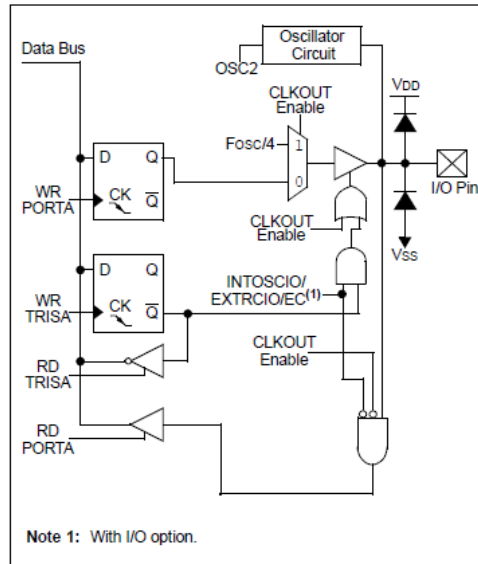 Oscillator
Circuit
Data Bus
OSC2
VDD
CLKOUT
Enable
Fosc/4
1
D
Q
0
I/O Pin
WR
PORTA
CK
Q
CLKOUT
Enable
VSS
D
Q
INTOSCIO/
EXTRCIO/EC(1)
WR
TRISA
CK
Q
CLKOUT
Enable
RD
TRISA
RD
PORTA
Note 1: With I/O option.